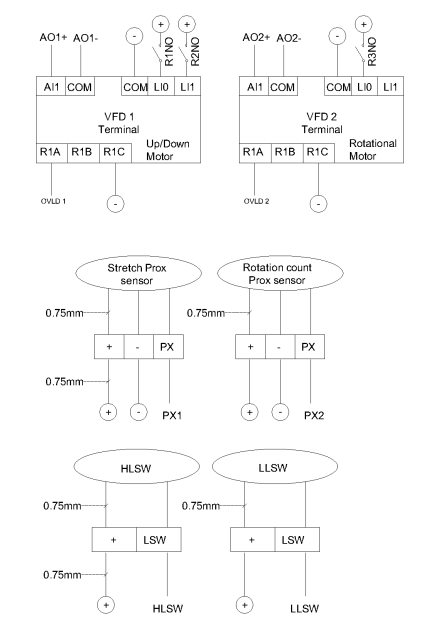 + +
AO1+ AO1- - R1NO R2NO
AI1 COM COM LI0 LI1
VFD 1
Terminal
Up/Down
Motor
R1A R1B R1C
OVLD 1 -
+
AO2+ AO2- - R3NO
AI1 COM COM LI0 LI1
VFD 2
Terminal
Rotational
Motor
R1A R1B R1C
OVLD 2 -
Stretch Prox
sensor
0.75mm
+ - PX
0.75mm
+ - PX1
Rotation count
Prox sensor
0.75mm
+ - PX
+ - PX2
HLSW
0.75mm
+ LSW
0.75mm
+ HLSW
LLSW
0.75mm
+ LSW
+ LLSW